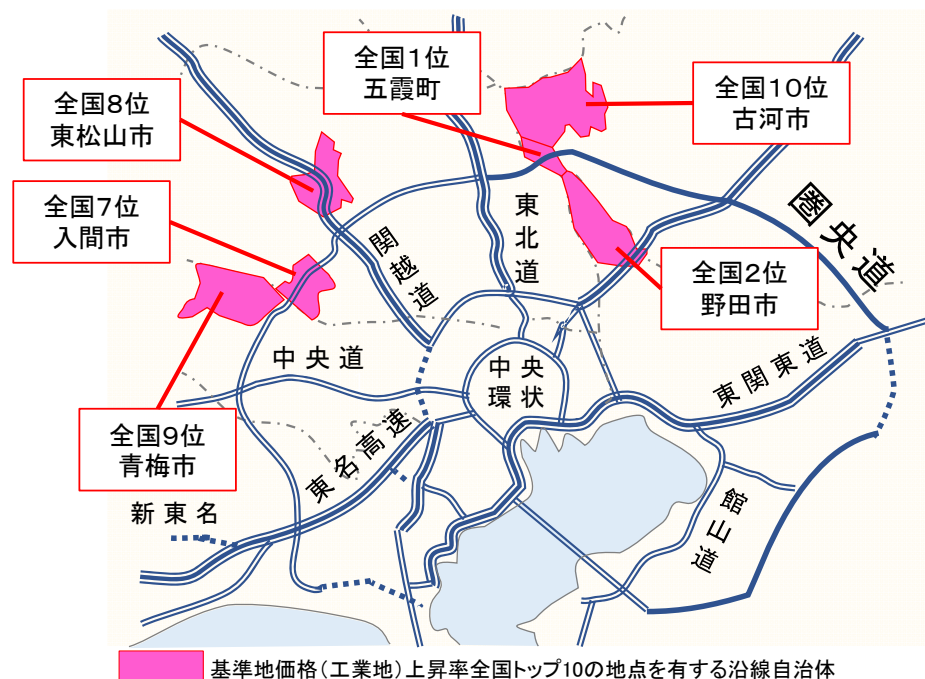 全国1位
五霞町
全国10位
古河市
全国8位
東松山市
全国7位
入間市
全国2位
野田市
全国9位
青梅市
圏央道
東北道
関越道
中央道
中央
環状
東関東道
東名高速
新東名
館山道
基準地価格(工業地)上昇率全国トップ10の地点を有する沿線自治体